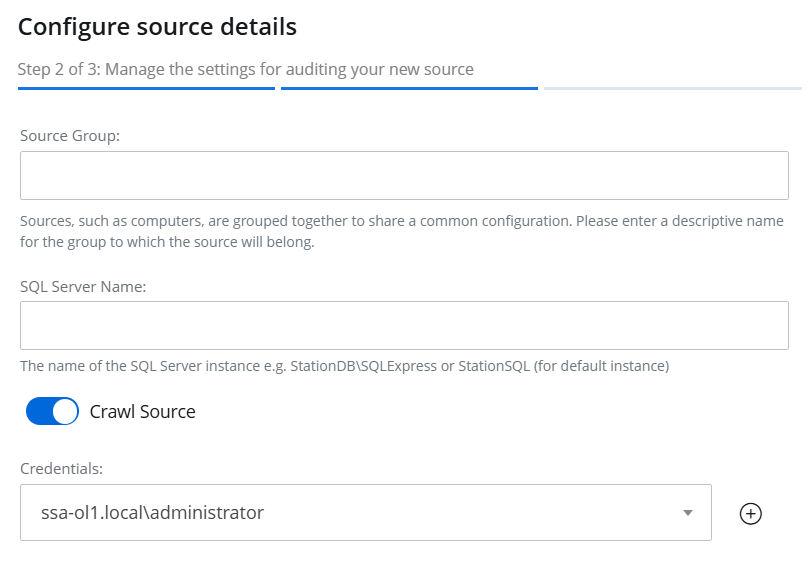 Configure source details
Step 2 of 3: Manage the settings for auditing your new source
Source Group:
Sources, such as computers, are grouped together to share a common configuration. Please enter a descriptive name
for the group to which the source will belong.
SQL Server Name:
The name of the SQL Server instance e.g. StationDB\SQLExpress or StationSQL (for default instance)
Crawl Source
Credentials:
ssa-ol1.local\administrator